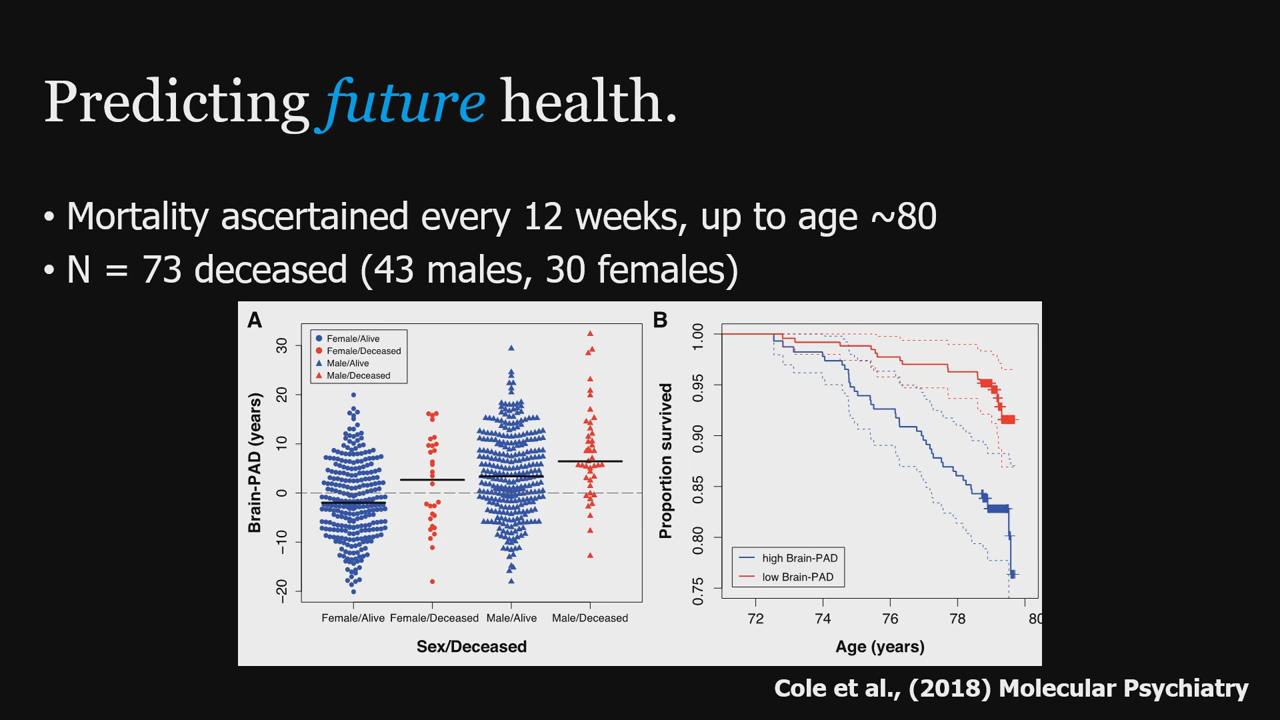 Predicting future health.
• Mortality ascertained every 12 weeks, up to age ~80
• N = 73 deceased (43 males, 30 females)
A
Female/Alive
Female/Deceased
Male/Alive
Male/Deceased
Brain-PAD (years)
30
20
10
0
−10
−20
Female/Alive Female/Deceased Male/Alive Male/Deceased
Sex/Deceased
B
Proportion survived
1.00
0.95
0.90
0.85
0.80
0.75
high Brain-PAD
low Brain-PAD
72 74 76 78 80
Age (years)
Cole et al., (2018) Molecular Psychiatry